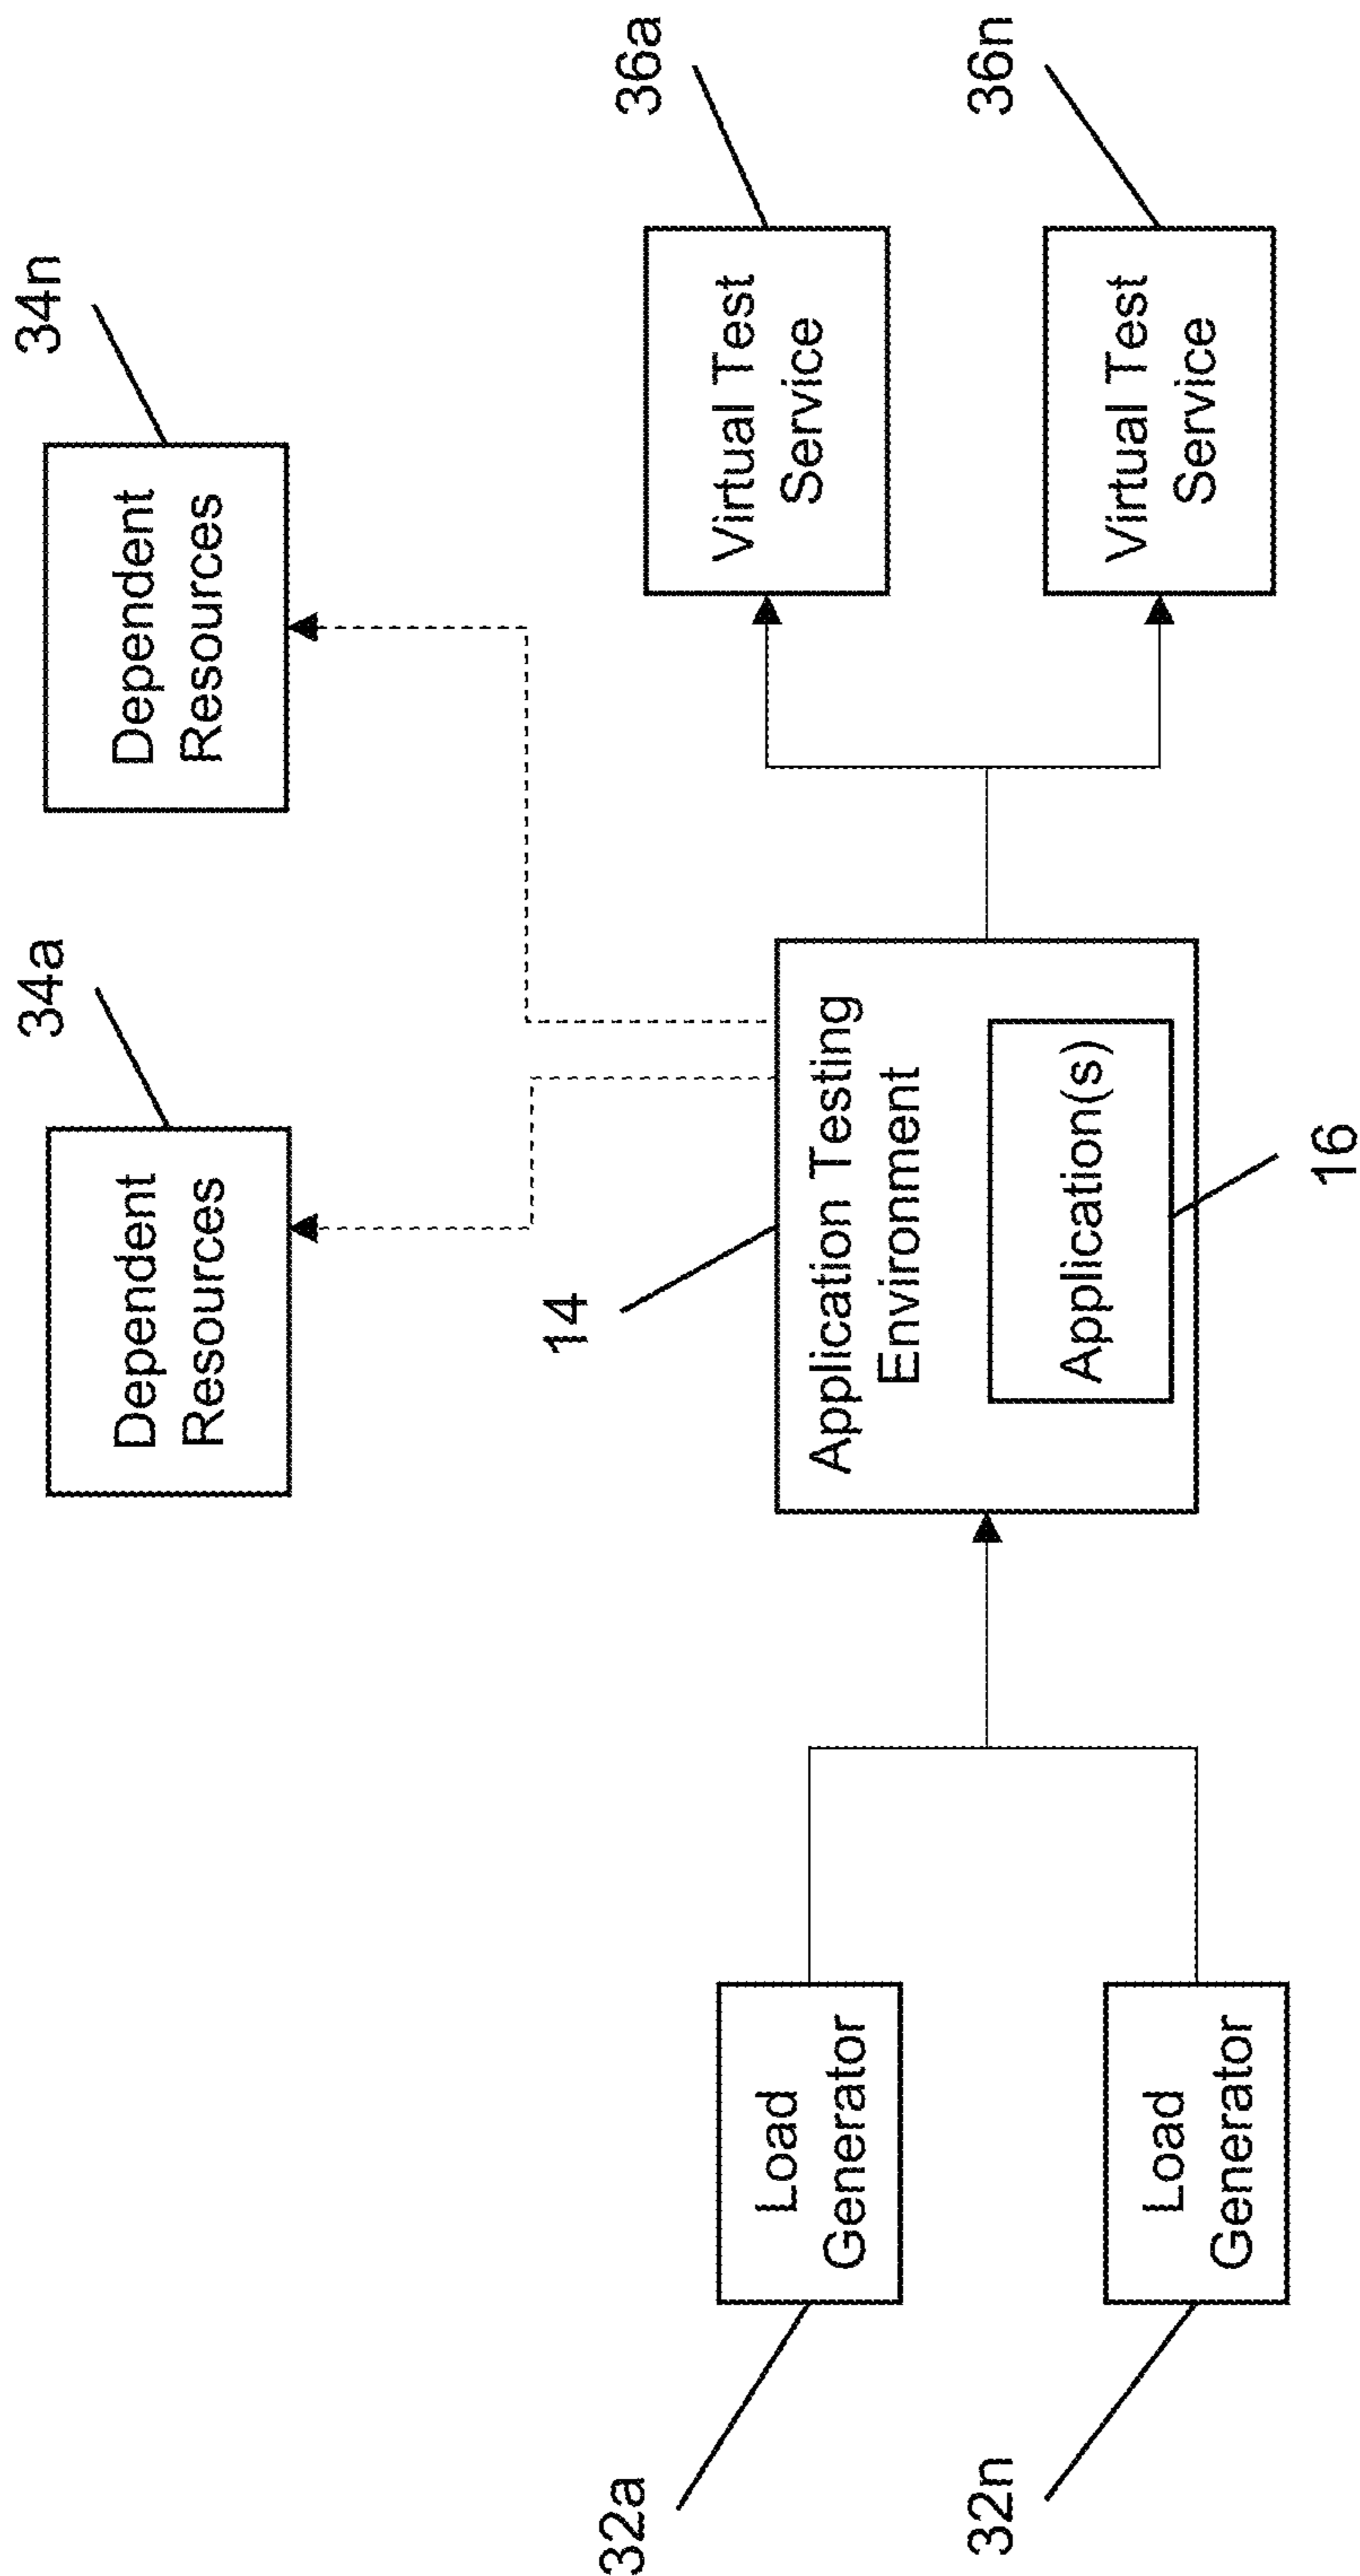 34a
34n
Dependent
Resources
Dependent
Resources
14
36a
32a
Load
Generator
Application Testing
Environment
Virtual Test
Service
32n
Load
Generator
Application(s)
36n
Virtual Test
Service
16